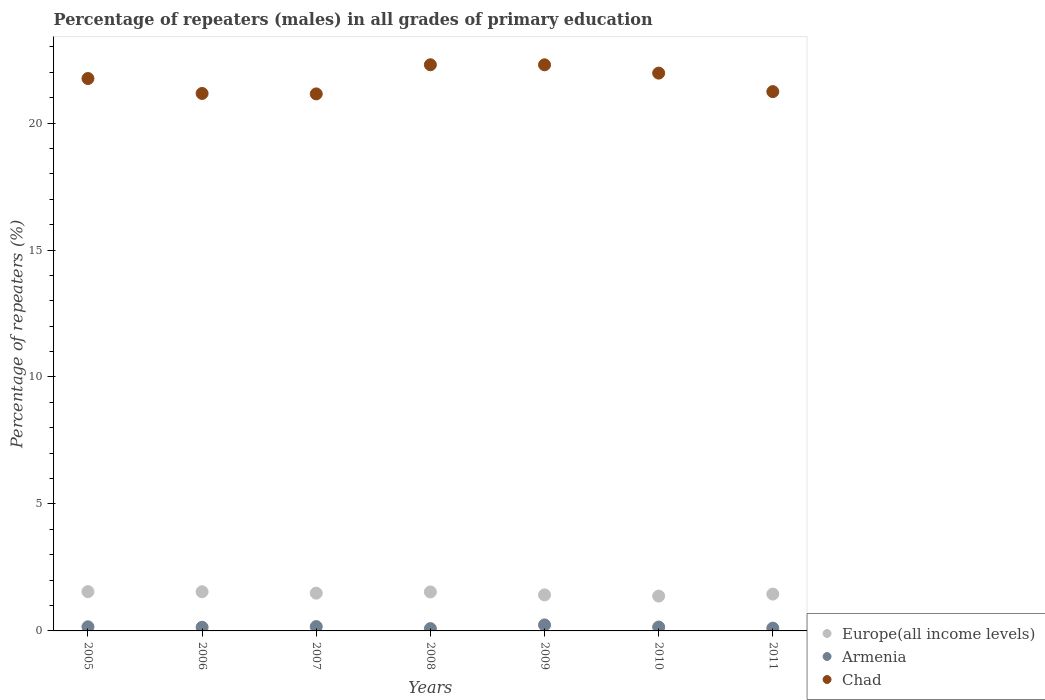 Percentage of repeaters (males) in all grades of primary education
Percentage of repeaters (%)
20
15
10
5
0
2005
2006
2007
2008
2009
2010
2011
Years
Europe(all income levels)
Armenia
Chad